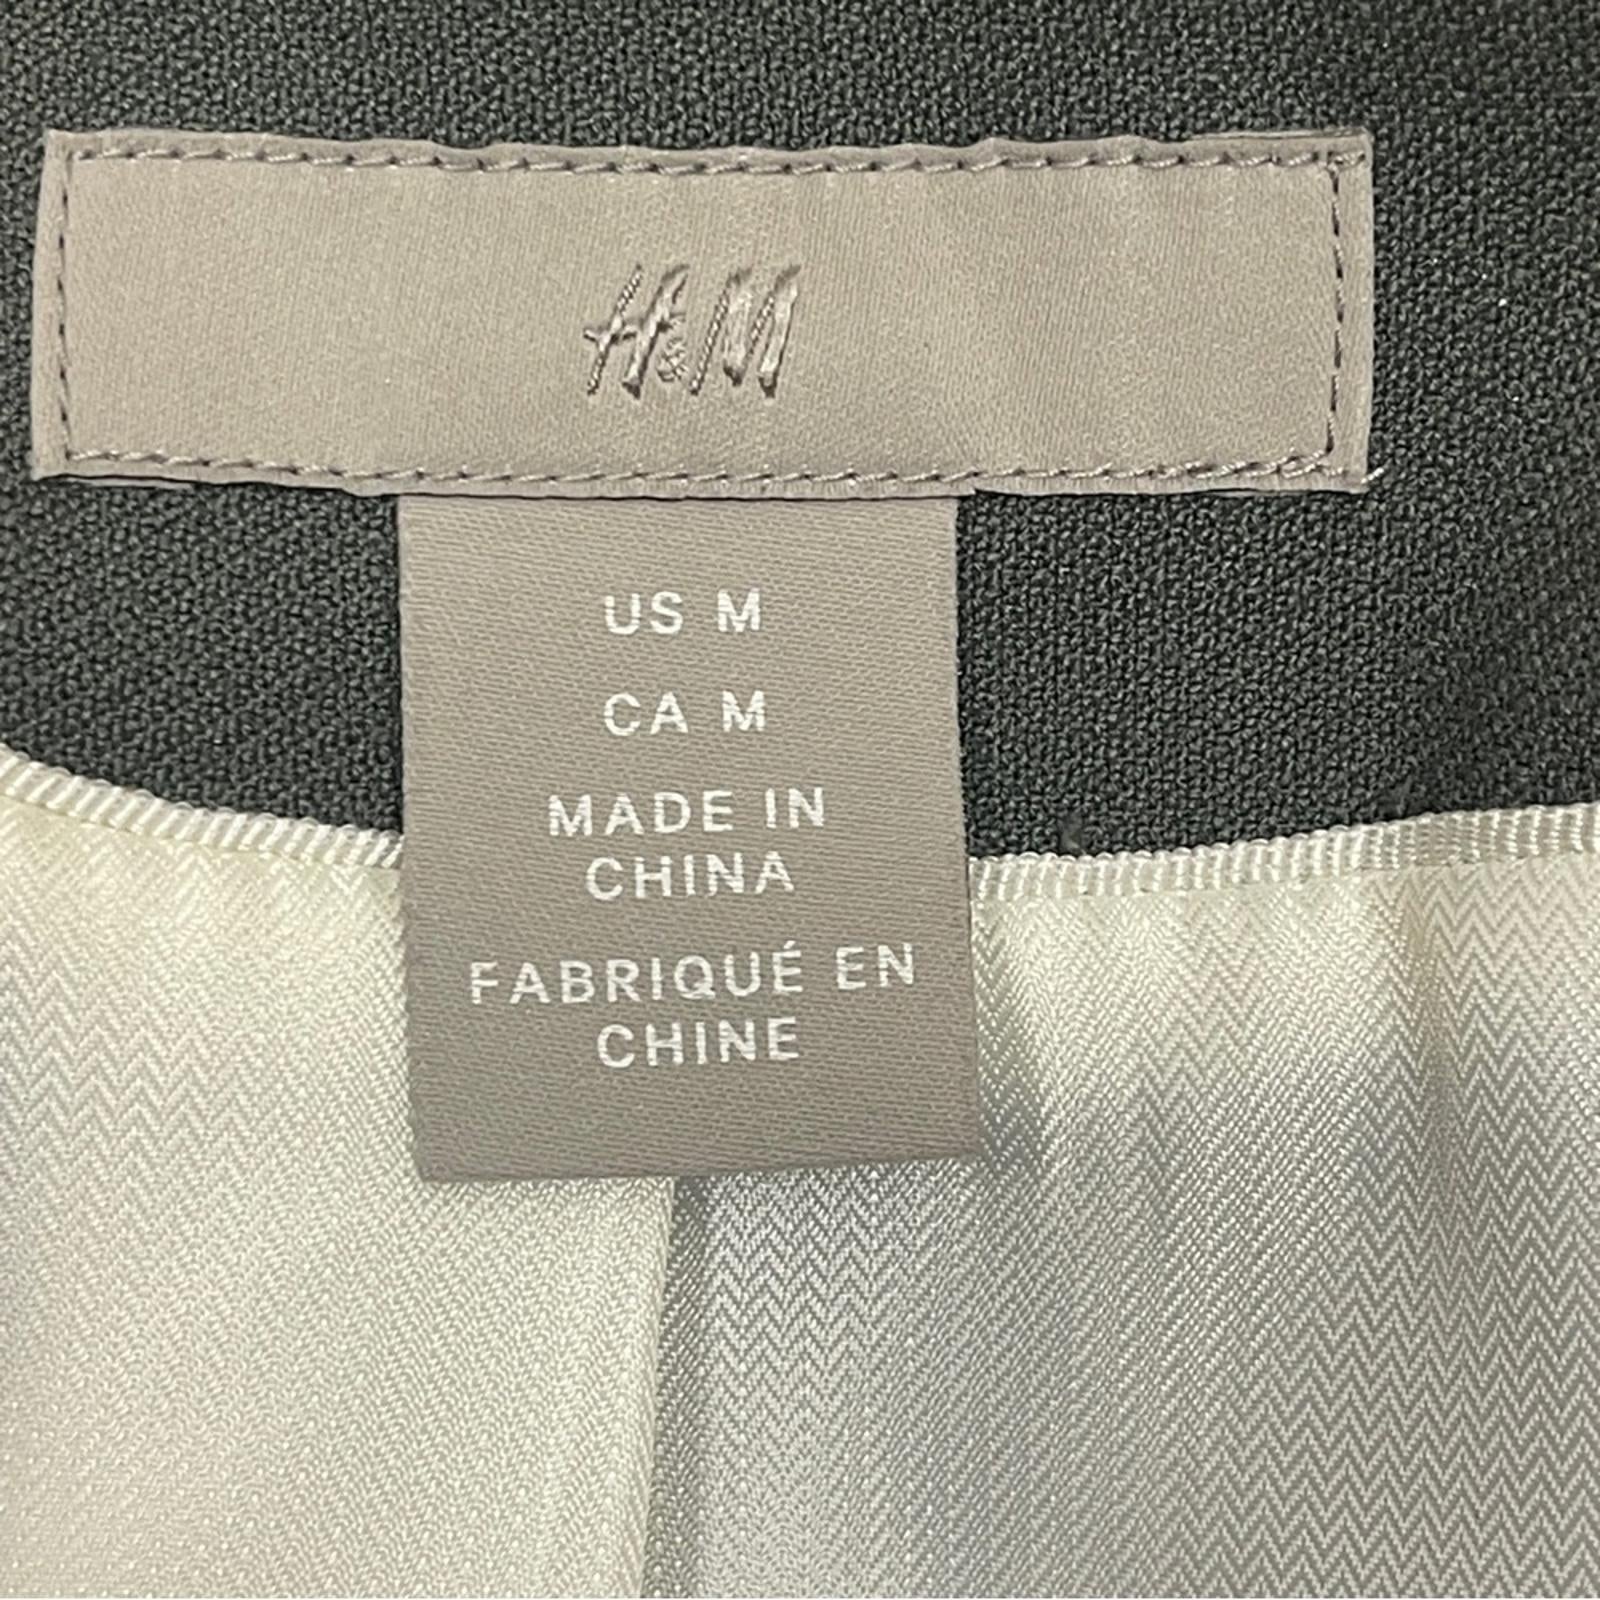 H&M
US M
CA M
MADE IN
CHINA
FABRIQUÉ EN
CHINE